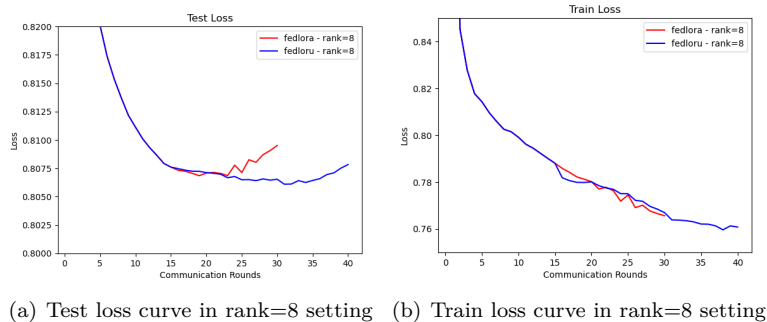 Test Loss
0.8200
0.8175
0.8150
0.8125
0.8100
0.8075
0.8050
0.8025
0.8000
Loss
0
5
10
15
20
25
30
35
40
Communication Rounds
fedlora - rank=8
fedloru - rank=8
(a) Test loss curve in rank=8 setting
Train Loss
0.84
0.82
0.80
0.78
0.76
Loss
0
5
10
15
20
25
30
35
40
Communication Rounds
fedlora - rank=8
fedloru - rank=8
(b) Train loss curve in rank=8 setting